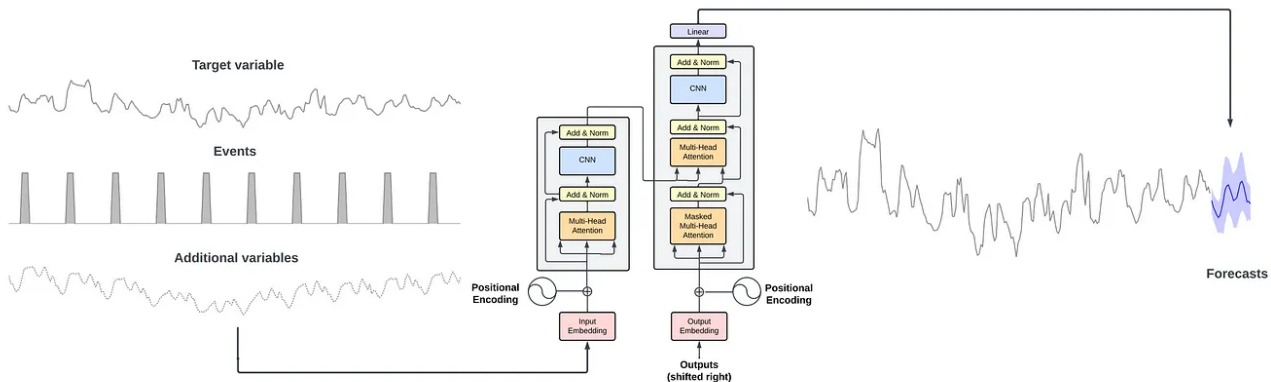 Target variable
Events
Additional variables
Add & Norm
CNN
Add & Norm
Multi-Head
Attention
Positional
Encoding
Input
Embedding
Linear
Add & Norm
CNN
Add & Norm
Multi-Head
Attention
Add & Norm
Masked
Multi-Head
Attention
Positional
Encoding
Output
Embedding
Outputs
(shifted right)
Forecasts